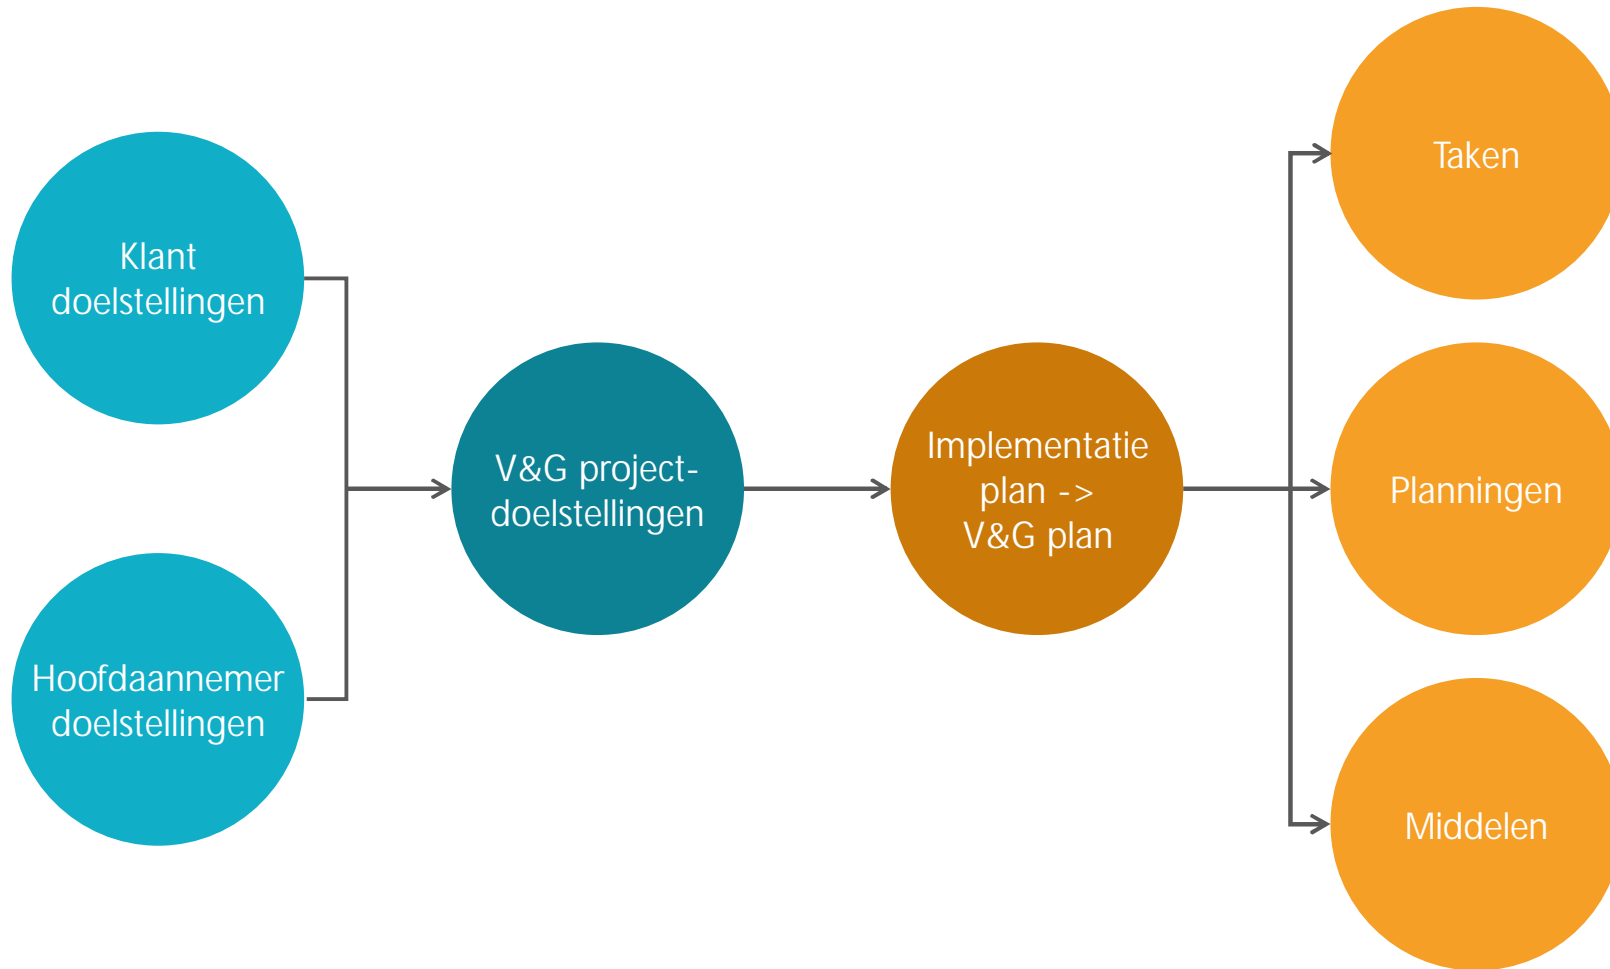 Klant
doelstellingen
Hoofdaannemer
doelstellingen
V&G project-
doelstellingen
Implementatie
plan ->
V&G plan
Taken
Planningen
Middelen